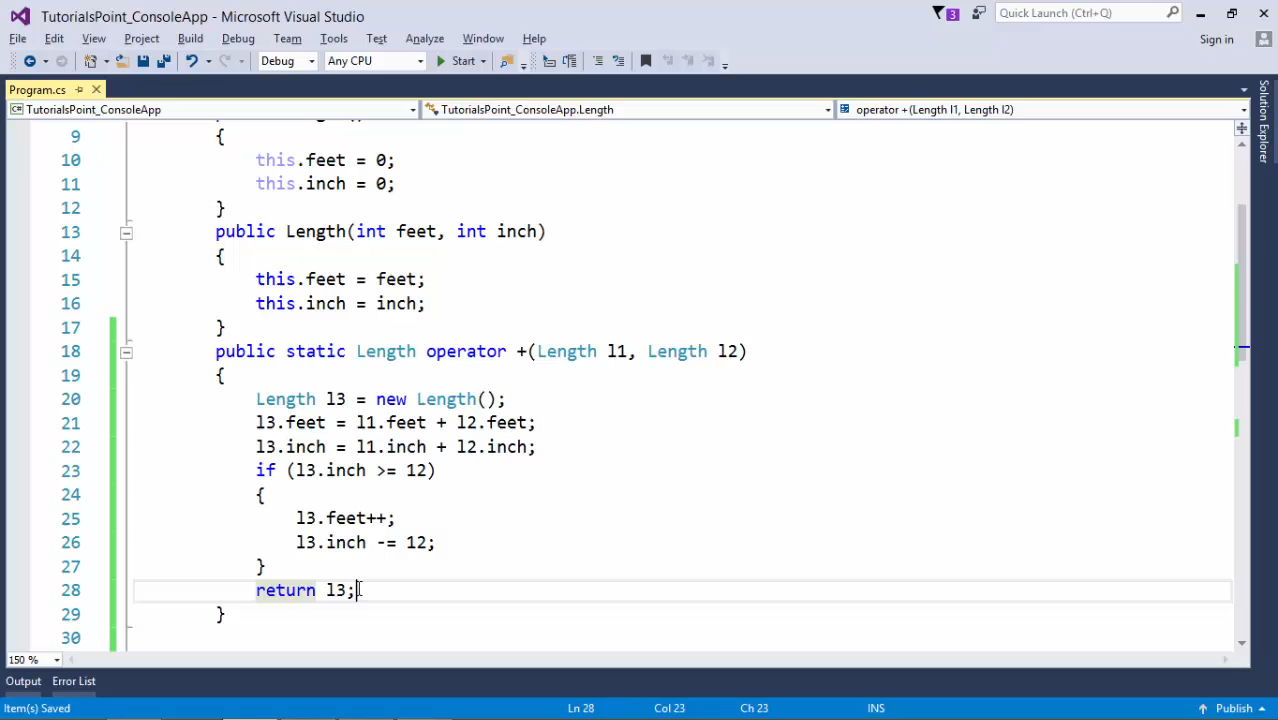 TutorialsPoint_ConsoleApp - Microsoft Visual Studio
3
Quick Launch (Ctrl+Q)
File Edit View Project Build Debug Team Tools Test Analyze Window Help
Sign in
Debug Any CPU Start
Program.cs
TutorialsPoint_ConsoleApp TutorialsPoint_ConsoleApp.Length operator +(Length l1, Length l2)
Solution Explorer
9 {
10 this.feet = 0;
11 this.inch = 0;
12 }
13 public Length(int feet, int inch)
14 {
15 this.feet = feet;
16 this.inch = inch;
17 }
18 public static Length operator +(Length l1, Length l2)
19 {
20 Length l3 = new Length();
21 l3.feet = l1.feet + l2.feet;
22 l3.inch = l1.inch + l2.inch;
23 if (l3.inch >= 12)
24 {
25 l3.feet++;
26 l3.inch -= 12;
27 }
28 return l3;
29 }
30
150 %
Output Error List
Item(s) Saved Ln 28 Col 23 Ch 23 INS Publish